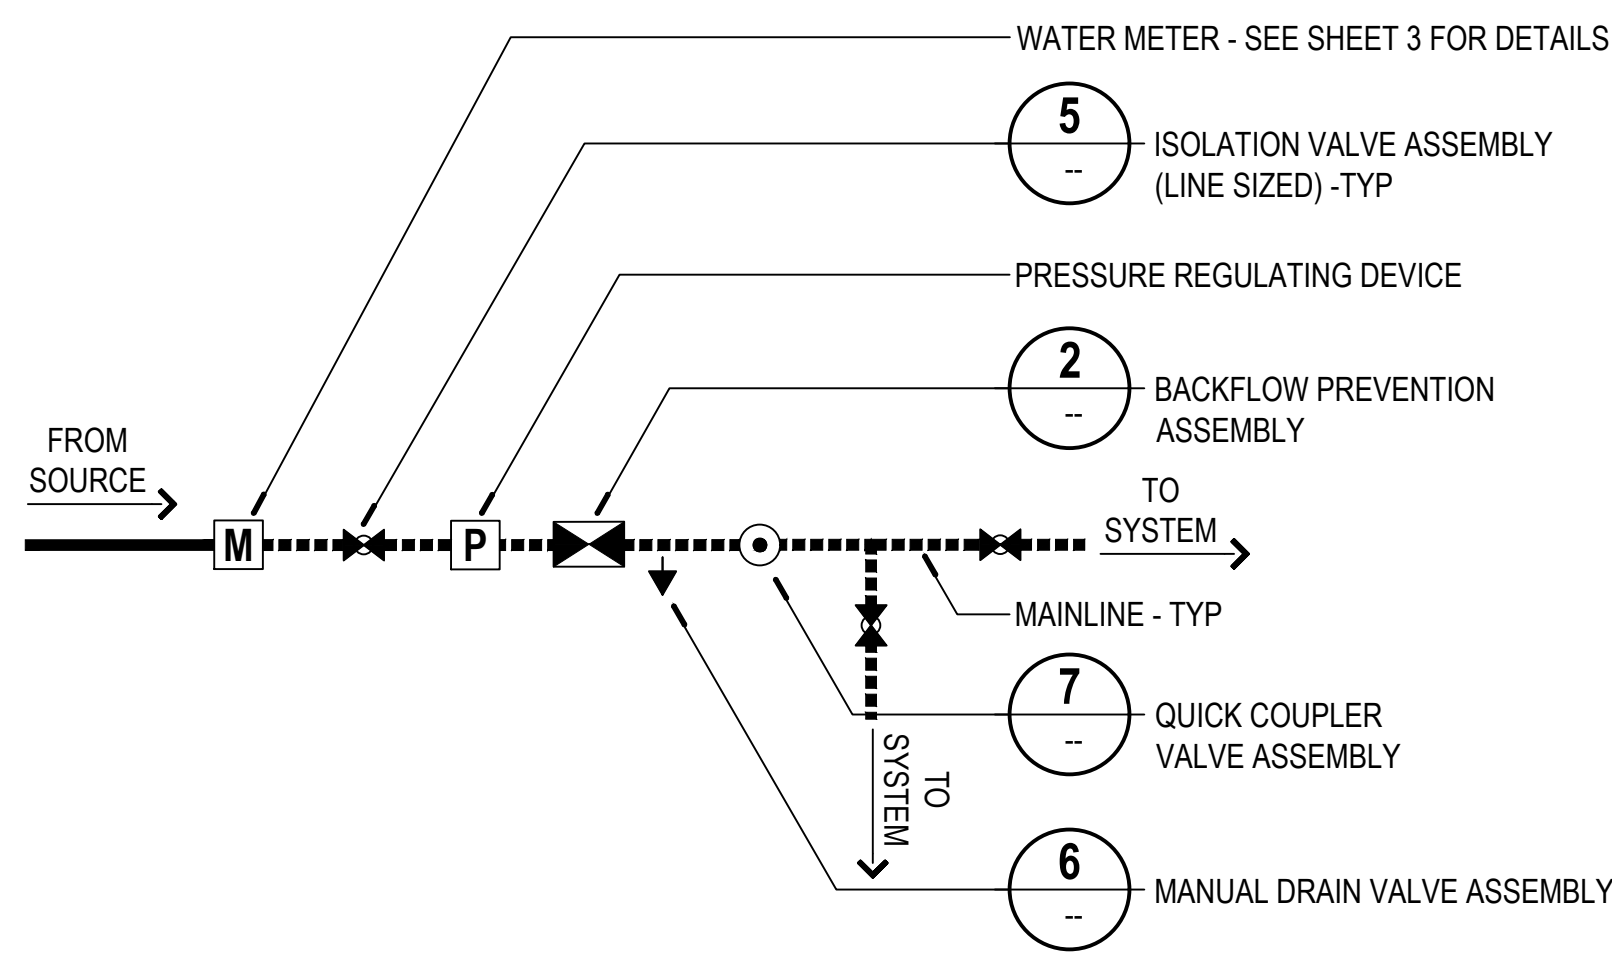 WATER METER - SEE SHEET 3 FOR DETAILS
5
--
ISOLATION VALVE ASSEMBLY
(LINE SIZED) -TYP
PRESSURE REGULATING DEVICE
2
--
BACKFLOW PREVENTION
ASSEMBLY
FROM
SOURCE
TO
SYSTEM
M
P
MAINLINE - TYP
7
--
QUICK COUPLER
VALVE ASSEMBLY
TO
SYSTEM
6
--
MANUAL DRAIN VALVE ASSEMBLY